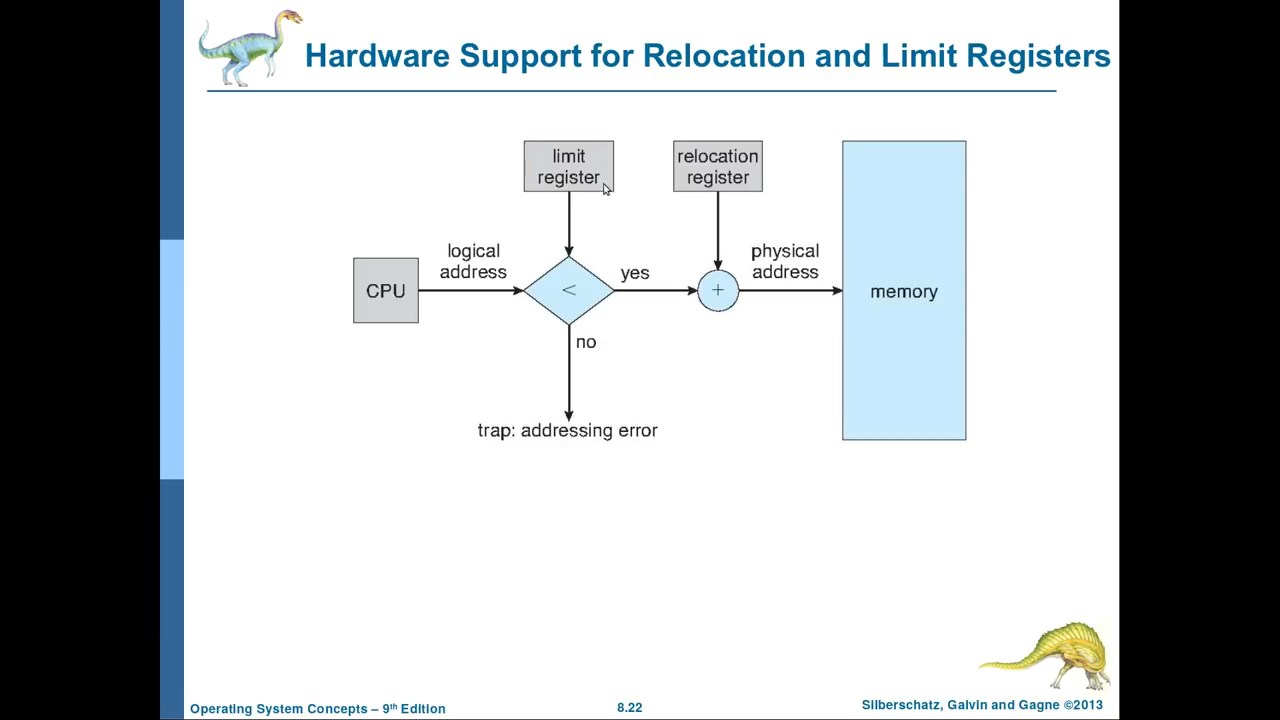 Hardware Support for Relocation and Limit Registers
limit
register
relocation
register
logical
address
yes
physical
address
CPU
<
+
memory
no
trap: addressing error
Operating System Concepts – 9th Edition
8.22
Silberschatz, Galvin and Gagne ©2013